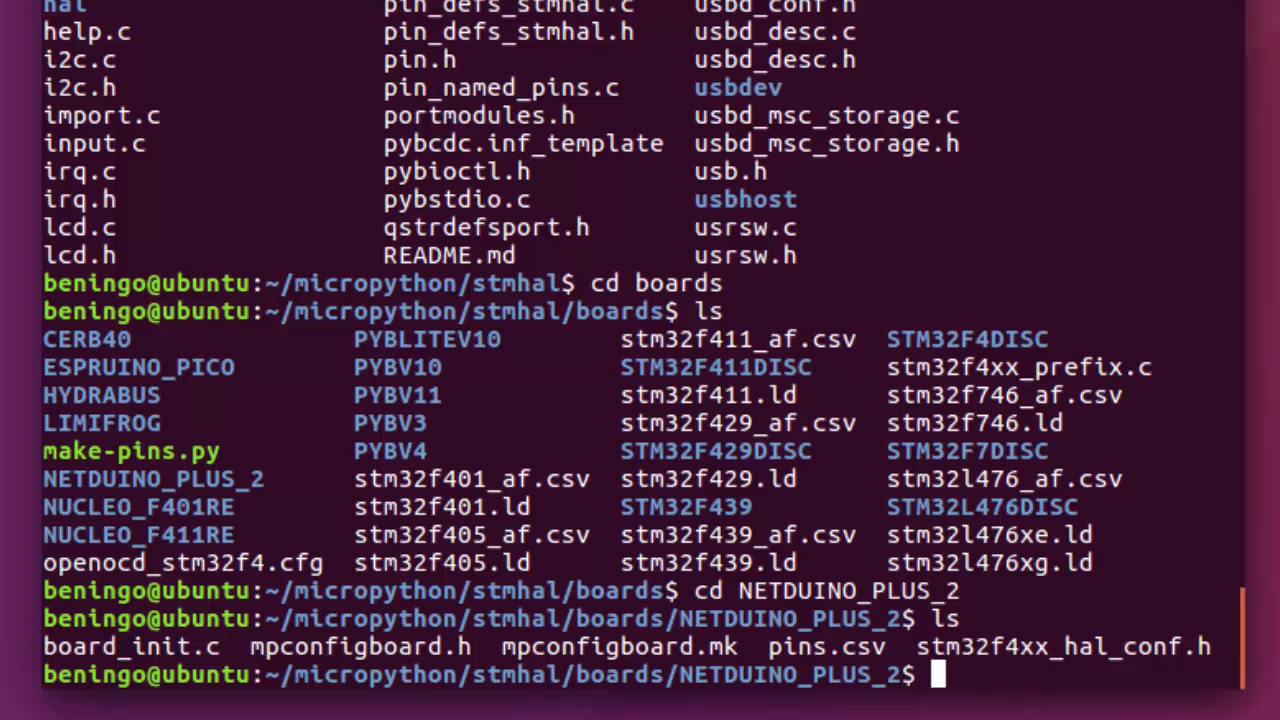 hal pin_defs_stmhal.c usbd_conf.h
help.c pin_defs_stmhal.h usbd_desc.c
i2c.c pin.h usbd_desc.h
i2c.h pin_named_pins.c usbdev
import.c portmodules.h usbd_msc_storage.c
input.c pybcdc.inf_template usbd_msc_storage.h
irq.c pybioctl.h usb.h
irq.h pybstdio.c usbhost
lcd.c qstrdefsport.h usrsw.c
lcd.h README.md usrsw.h
beningo@ubuntu:~/micropython/stmhal$ cd boards
beningo@ubuntu:~/micropython/stmhal/boards$ ls
CERB40 PYBLITEV10 stm32f411_af.csv STM32F4DISC
ESPRUINO_PICO PYBV10 STM32F411DISC stm32f4xx_prefix.c
HYDRABUS PYBV11 stm32f411.ld stm32f746_af.csv
LIMIFROG PYBV3 stm32f429_af.csv stm32f746.ld
make-pins.py PYBV4 STM32F429DISC STM32F7DISC
NETDUINO_PLUS_2 stm32f401_af.csv stm32f429.ld stm32l476_af.csv
NUCLEO_F401RE stm32f401.ld STM32F439 STM32L476DISC
NUCLEO_F411RE stm32f405_af.csv stm32f439_af.csv stm32l476xe.ld
openocd_stm32f4.cfg stm32f405.ld stm32f439.ld stm32l476xg.ld
beningo@ubuntu:~/micropython/stmhal/boards$ cd NETDUINO_PLUS_2
beningo@ubuntu:~/micropython/stmhal/boards/NETDUINO_PLUS_2$ ls
board_init.c mpconfigboard.h mpconfigboard.mk pins.csv stm32f4xx_hal_conf.h
beningo@ubuntu:~/micropython/stmhal/boards/NETDUINO_PLUS_2$